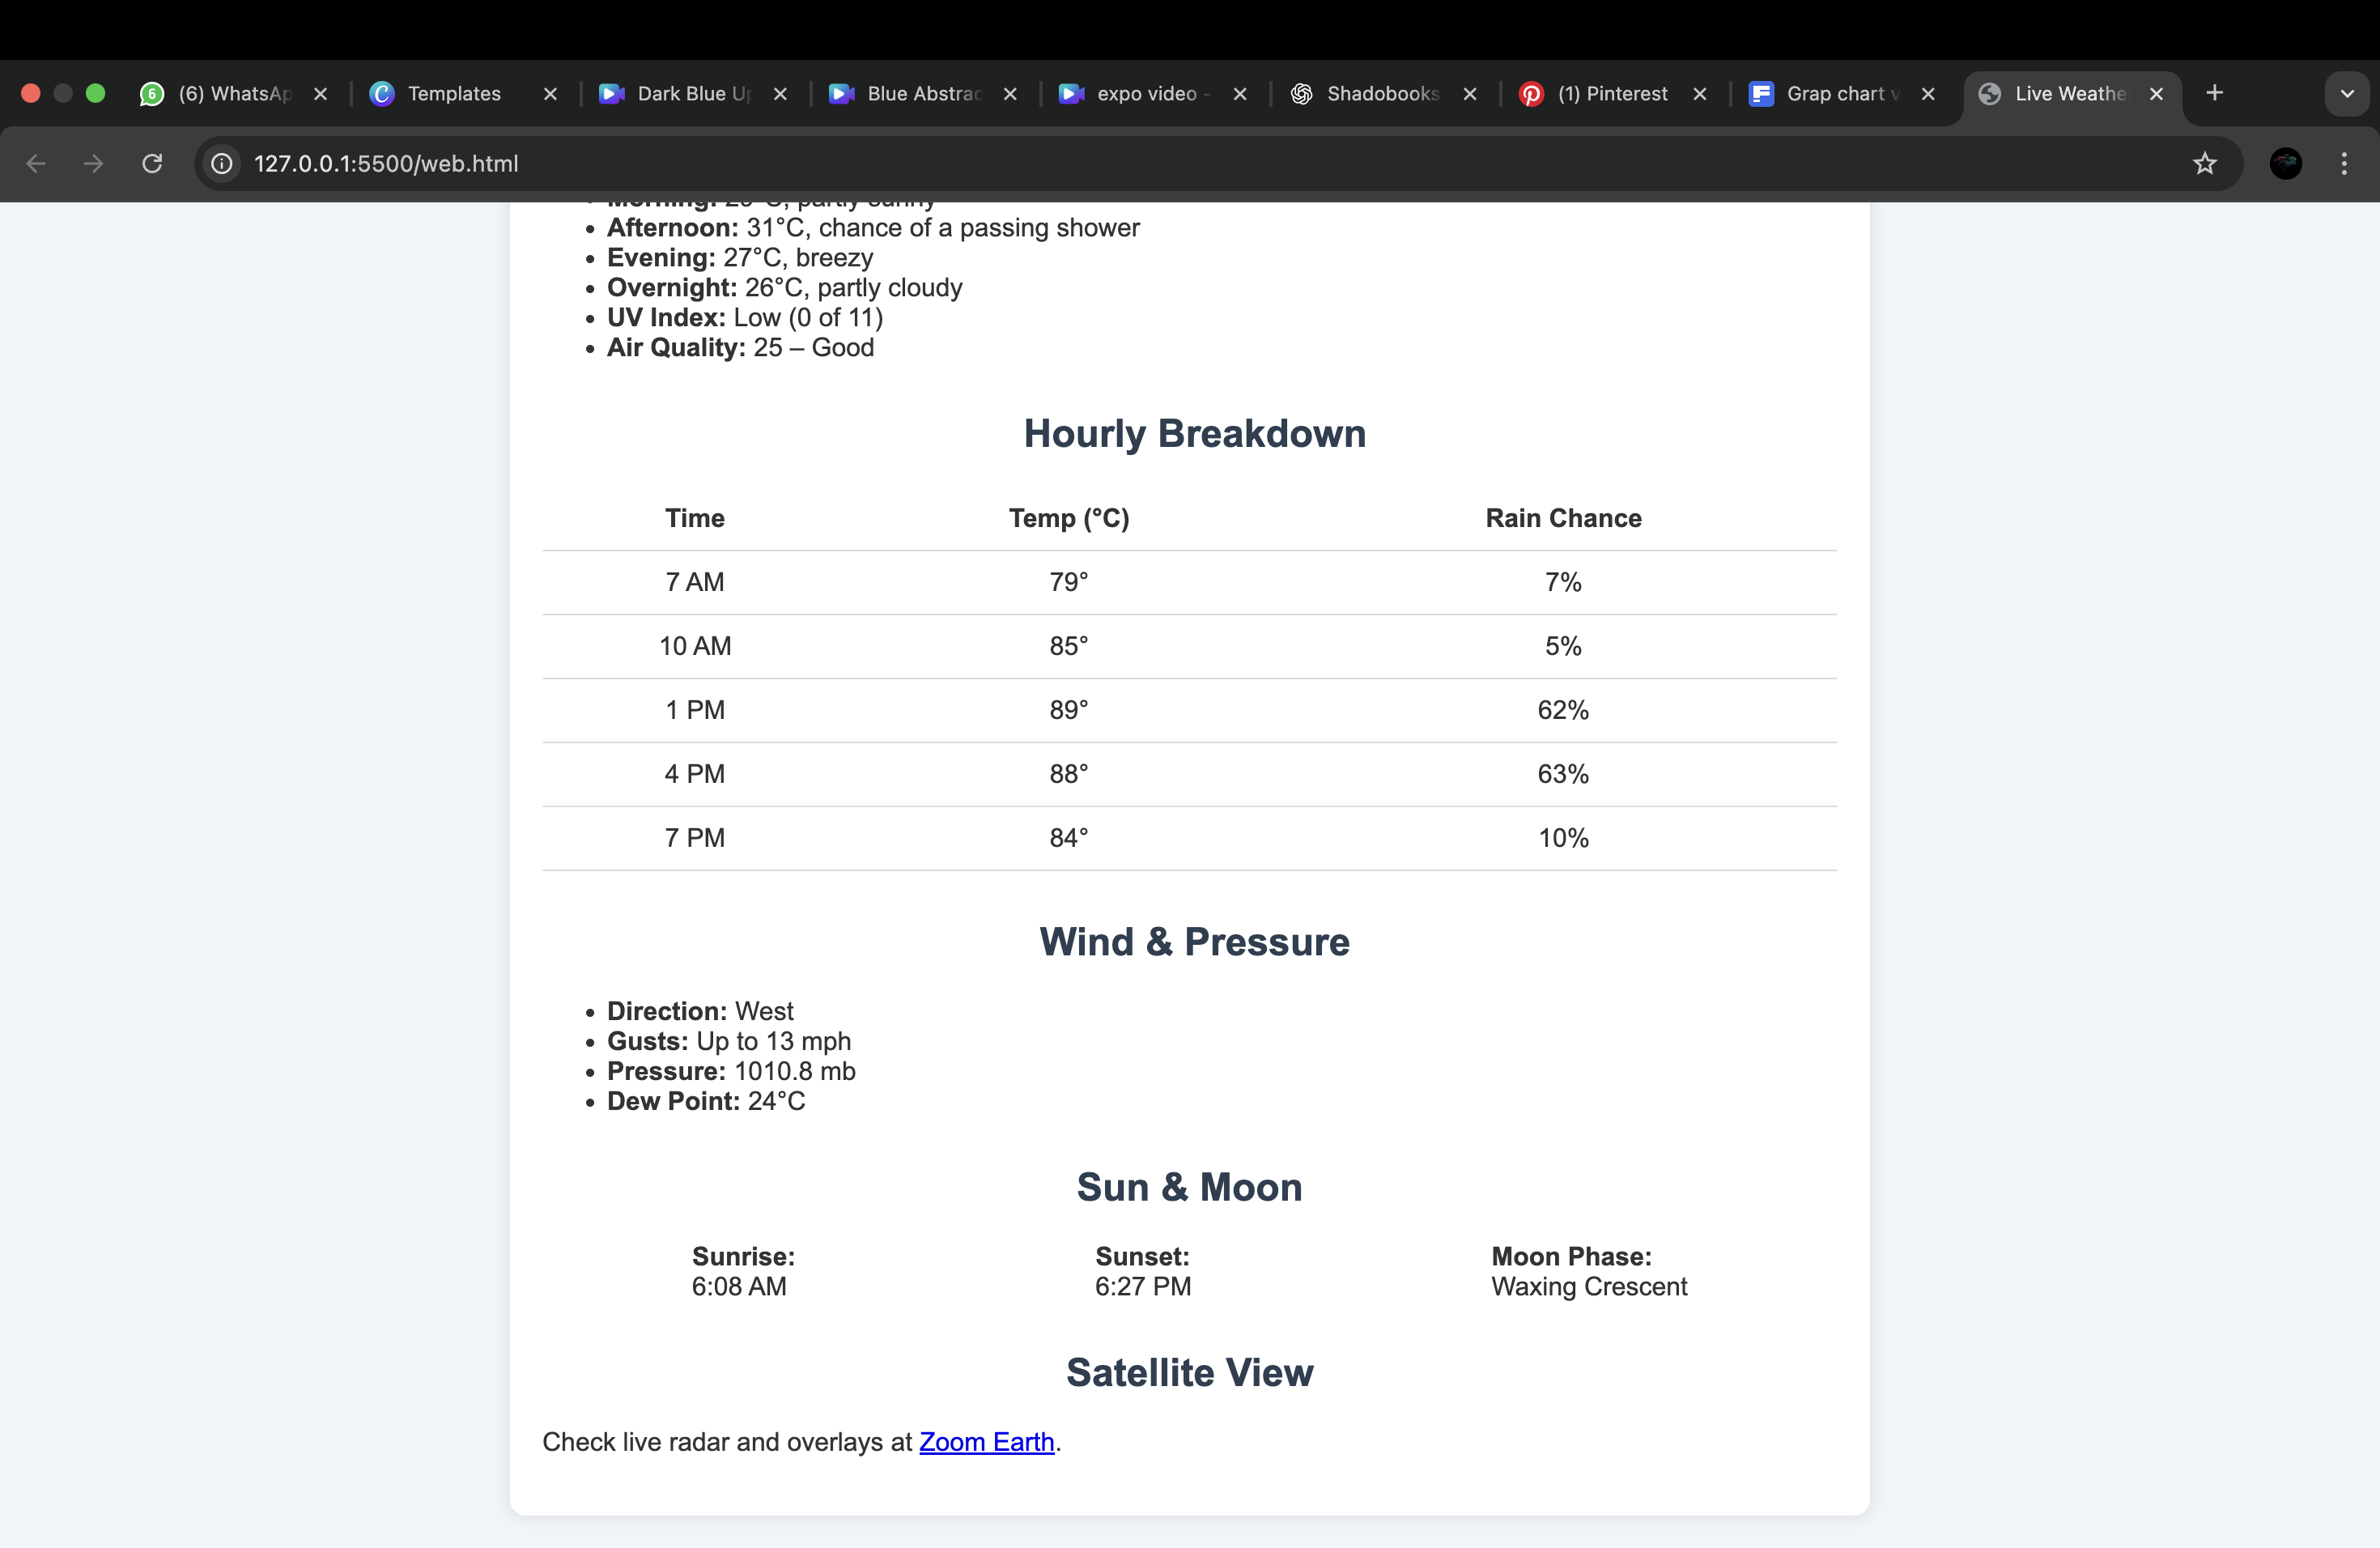 (6) WhatsAp
Templates
Dark Blue Up
Blue Abstrac
expo video -
Shadobooks
(1) Pinterest
Grap chart v
Live Weathe
127.0.0.1:5500/web.html
Afternoon: 31°C, chance of a passing shower
Evening: 27°C, breezy
Overnight: 26°C, partly cloudy
UV Index: Low (0 of 11)
Air Quality: 25 – Good
Hourly Breakdown
Time Temp (°C) Rain Chance
7 AM 79° 7%
10 AM 85° 5%
1 PM 89° 62%
4 PM 88° 63%
7 PM 84° 10%
Wind & Pressure
Direction: West
Gusts: Up to 13 mph
Pressure: 1010.8 mb
Dew Point: 24°C
Sun & Moon
Sunrise: Sunset: Moon Phase:
6:08 AM 6:27 PM Waxing Crescent
Satellite View
Check live radar and overlays at Zoom Earth.